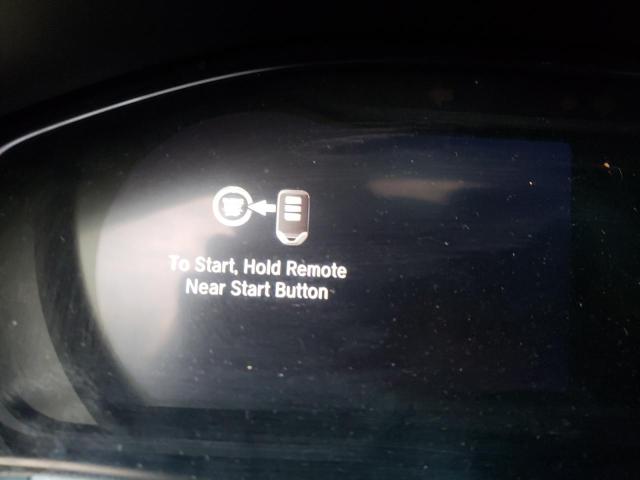 To Start, Hold Remote
Near Start Button